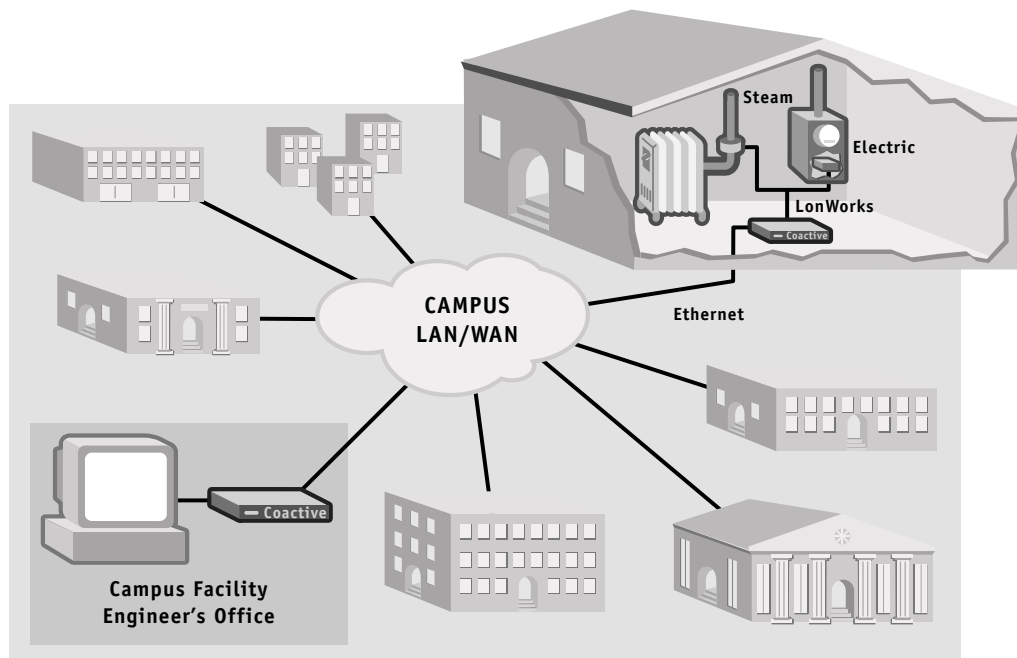 Steam
Electric
LonWorks
Coactive
Ethernet
CAMPUS
LAN/WAN
Coactive
Campus Facility
Engineer's Office